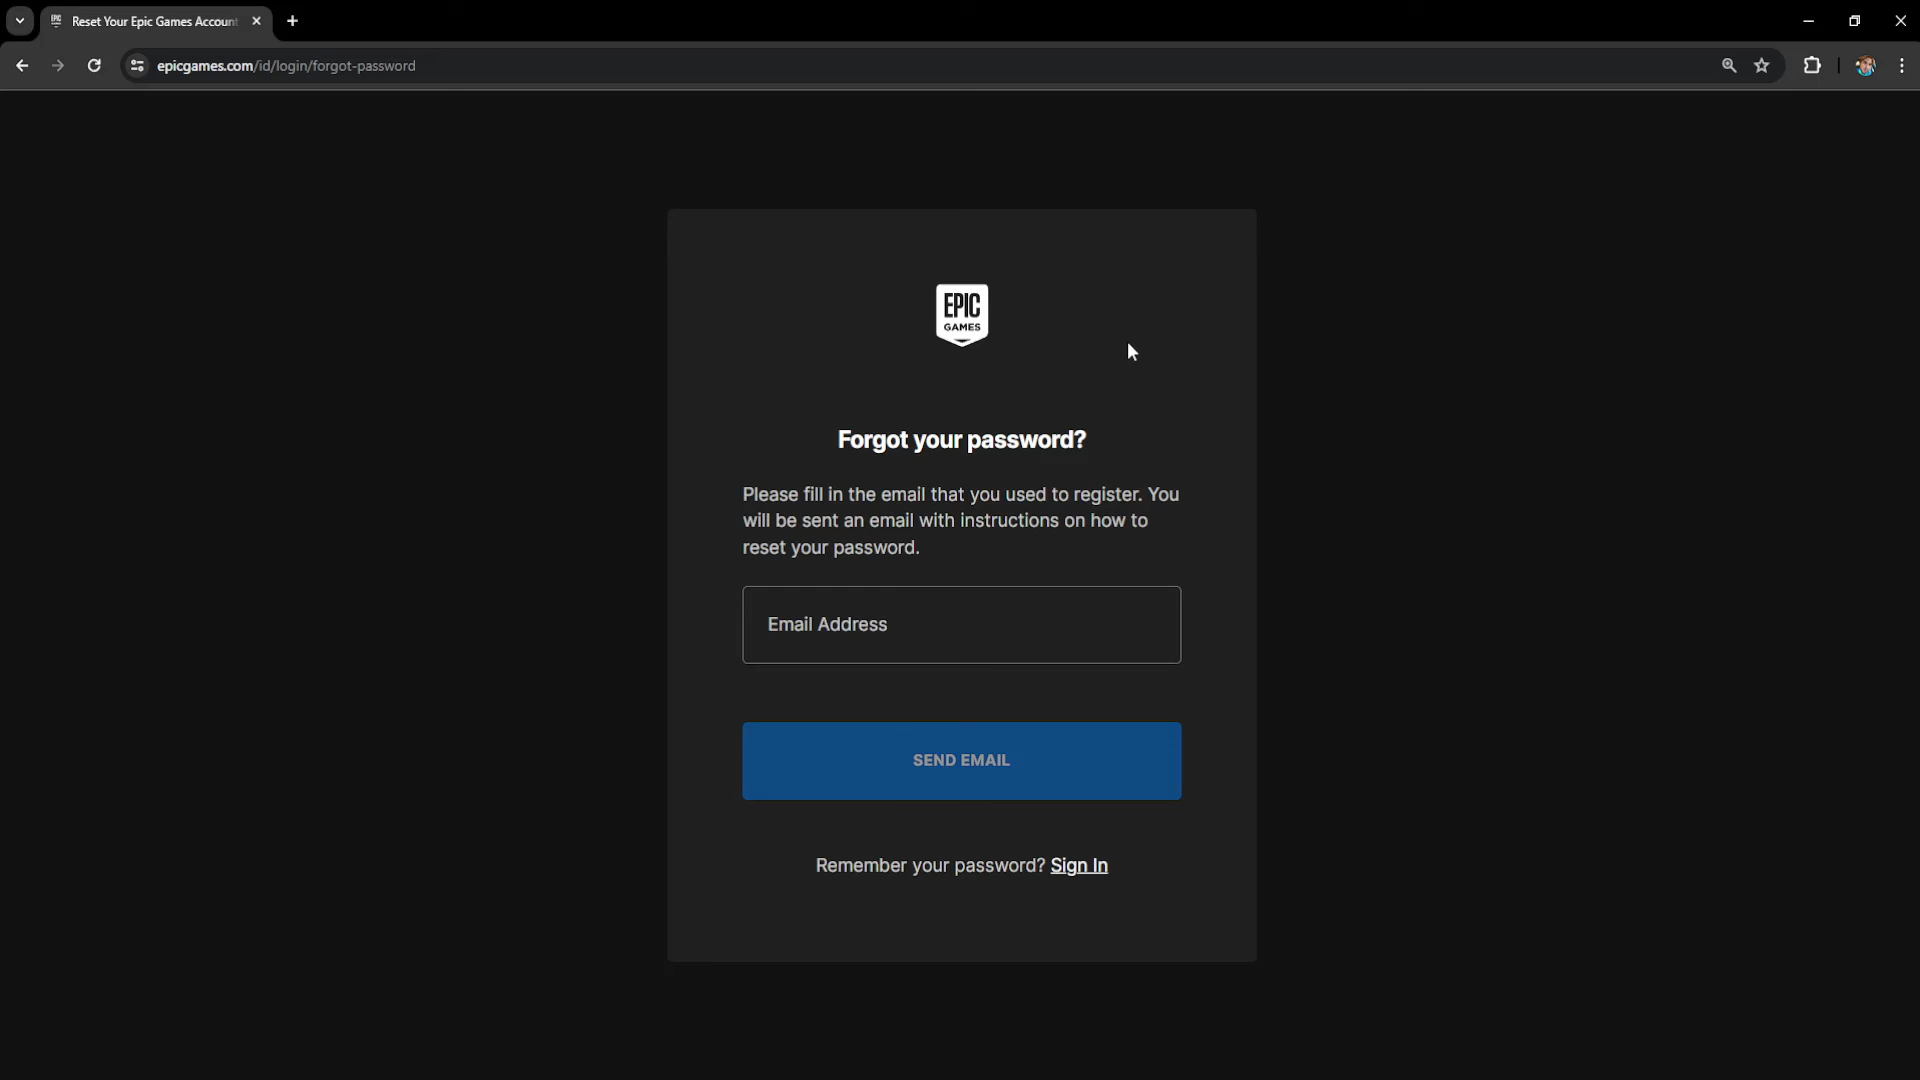 Reset Your Epic Games Account
epicgames.com/id/login/forgot-password
EPIC
GAMES
Forgot your password?
Please fill in the email that you used to register. You
will be sent an email with instructions on how to
reset your password.
Email Address
SEND EMAIL
Remember your password? Sign In